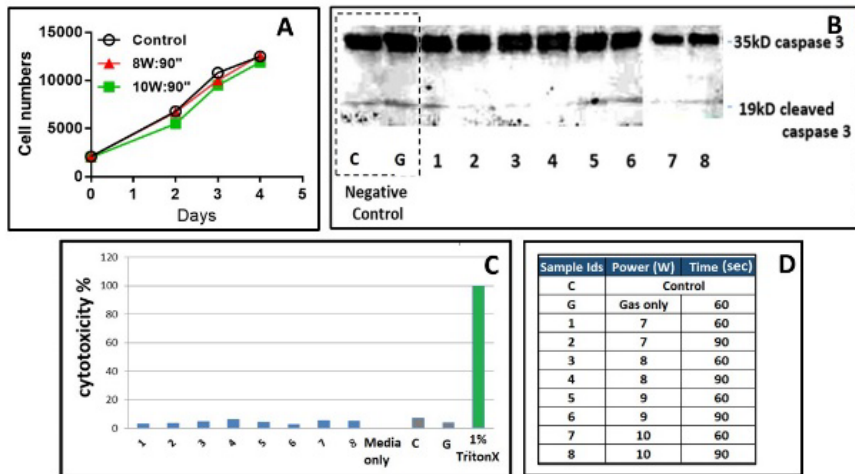 A
Control
8W:90"
10W:90"
15000
10000
5000
0
Cell numbers
0 1 2 3 4 5
Days
B
35kD caspase 3
19kD cleaved
caspase 3
C G 1 2 3 4 5 6 7 8
Negative
Control
C
cytotoxicity %
120
100
80
60
40
20
0
1 2 3 4 5 6 7 8 Media only C G 1% TritonX
D
Sample Ids Power (W) Time (sec)
C Control
G Gas only 60
1 7 60
2 7 90
3 8 60
4 8 90
5 9 60
6 9 90
7 10 60
8 10 90